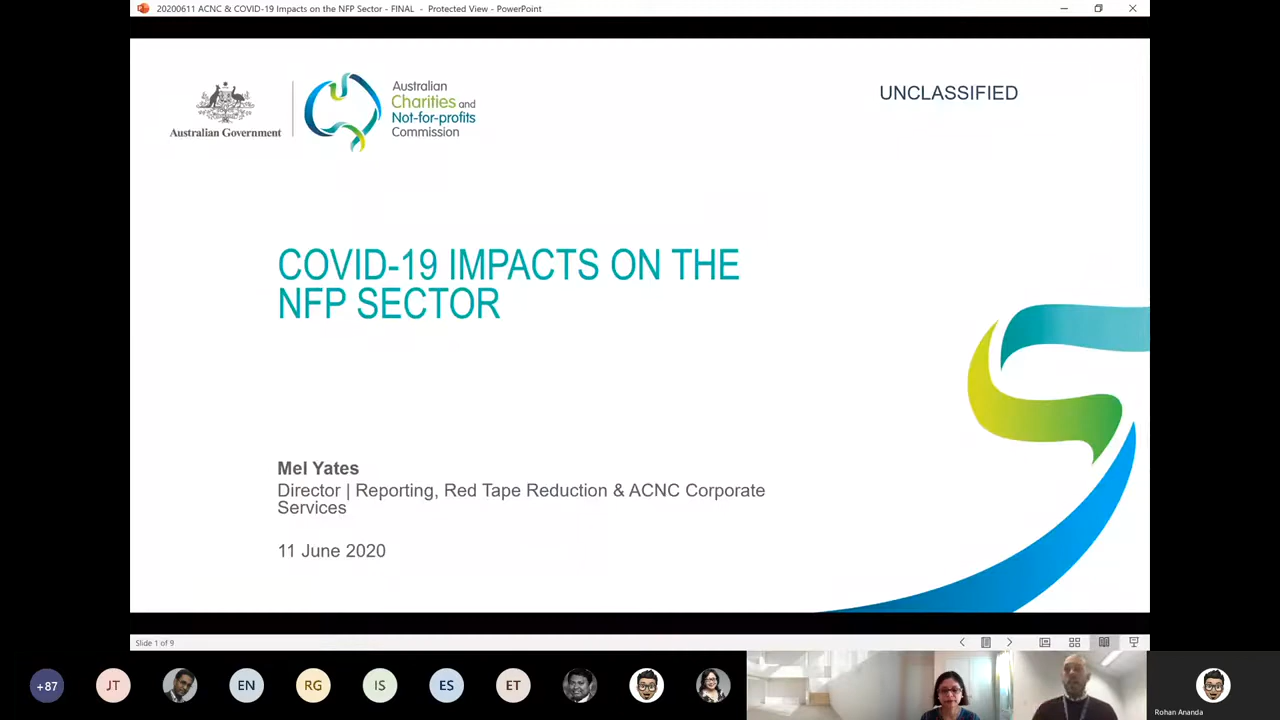 20200611 ACNC & COVID-19 Impacts on the NFP Sector - FINAL - Protected View - PowerPoint
Australian Government
Australian
Charities and
Not-for-profits
Commission
UNCLASSIFIED
COVID-19 IMPACTS ON THE
NFP SECTOR
Mel Yates
Director | Reporting, Red Tape Reduction & ACNC Corporate
Services
11 June 2020
Slide 1 of 9
+87
JT
EN
RG
IS
ES
ET
Rohan Ananda